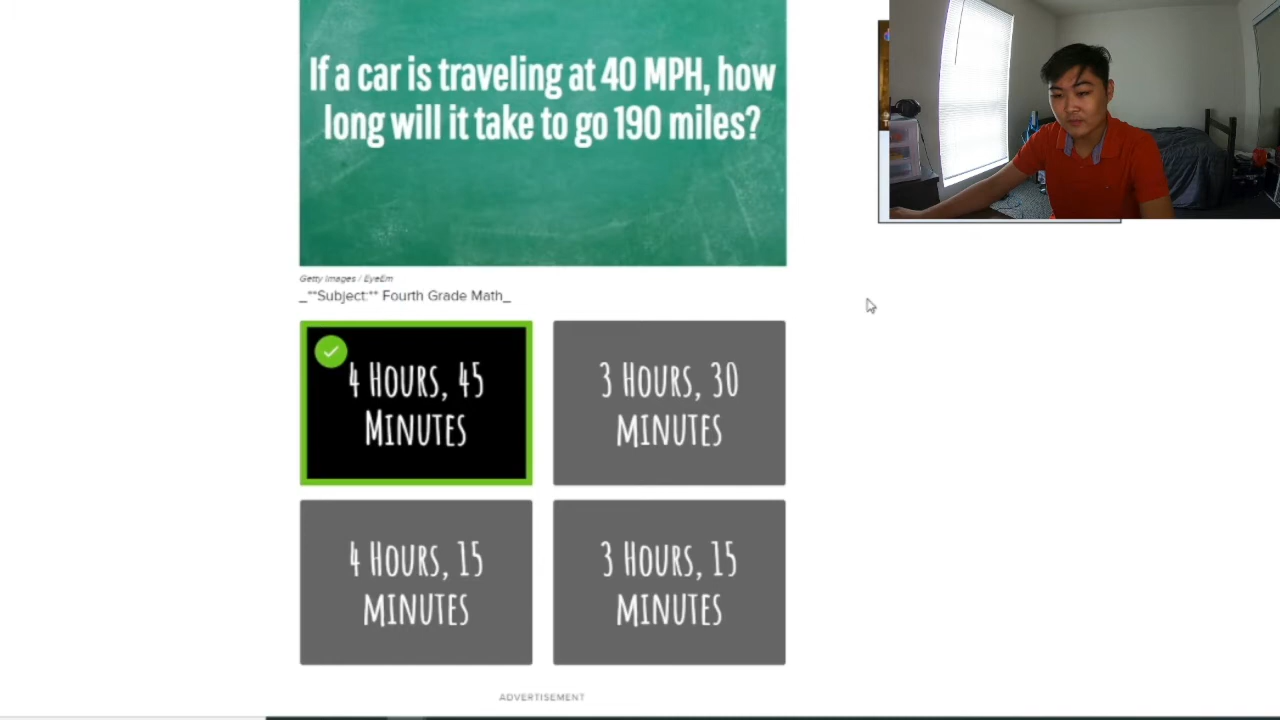 If a car is traveling at 40 MPH, how
long will it take to go 190 miles?
Getty Images / EyeEm
_**Subject:** Fourth Grade Math_
4 Hours, 45
Minutes
3 Hours, 30
minutes
4 Hours, 15
minutes
3 Hours, 15
minutes
ADVERTISEMENT